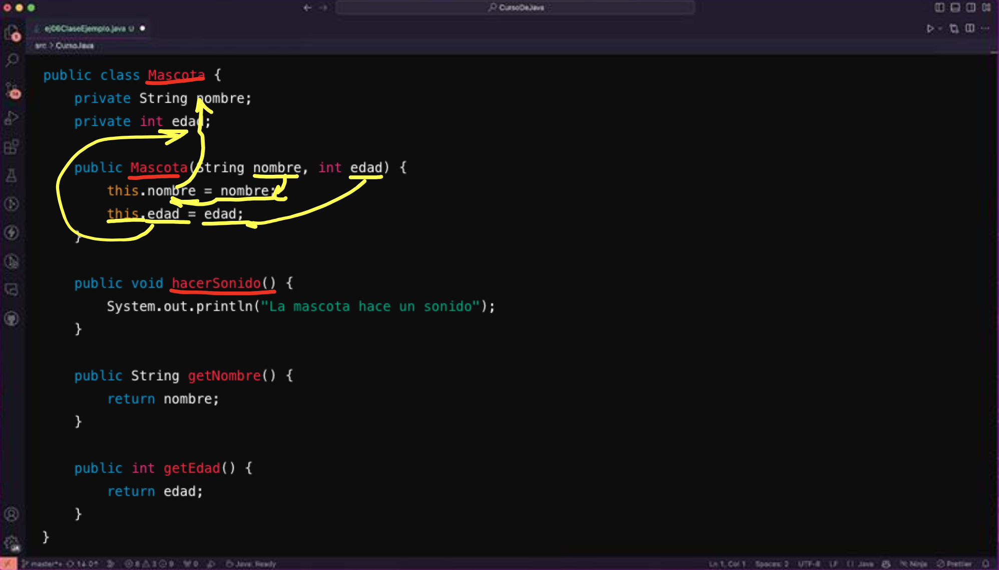 CursoDeJava
ej06ClaseEjemplo.java U
src > CursoJava
public class Mascota {
private String nombre;
private int edad;
public Mascota(String nombre, int edad) {
this.nombre = nombre;
this.edad = edad;
}
public void hacerSonido() {
System.out.println("La mascota hace un sonido");
}
public String getNombre() {
return nombre;
}
public int getEdad() {
return edad;
}
}
Java: Ready
Ln 1, Col 1 Spaces: 2 UTF-8 LF Java Ninja Prettier